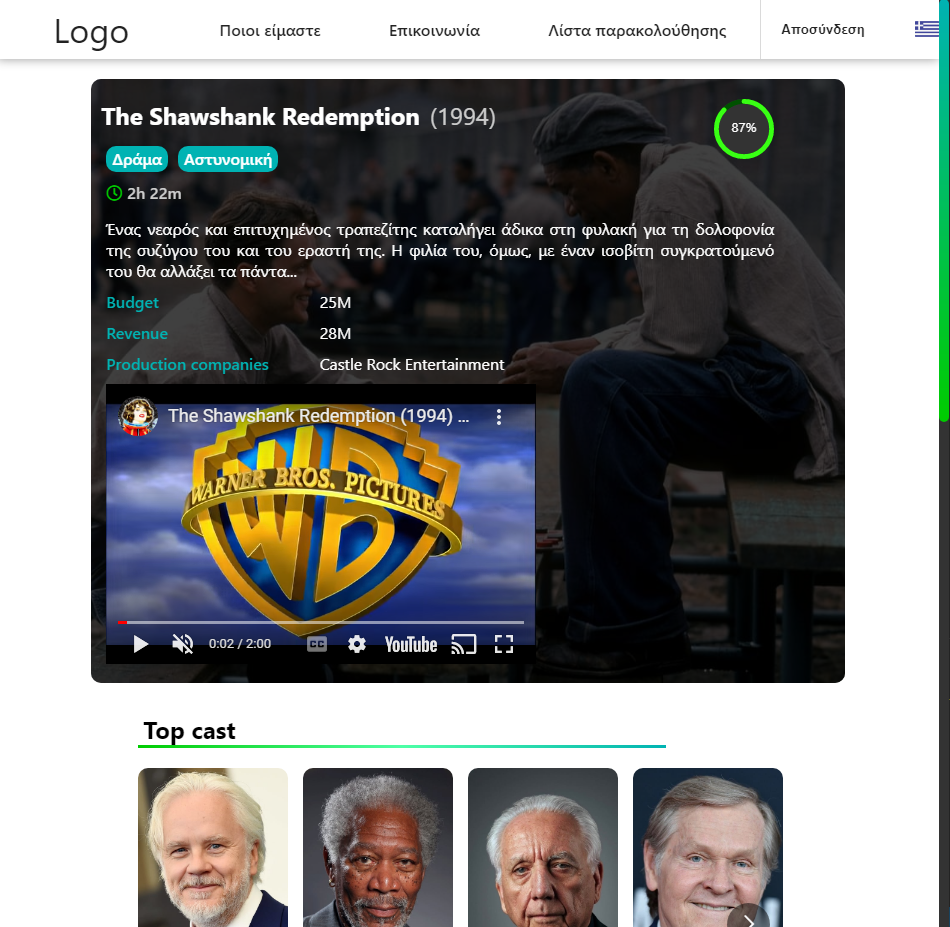 Logo
Ποιοι είμαστε
Επικοινωνία
Λίστα παρακολούθησης
Αποσύνδεση
The Shawshank Redemption (1994)
87%
Δράμα
Αστυνομική
2h 22m
Ένας νεαρός και επιτυχημένος τραπεζίτης καταλήγει άδικα στη φυλακή για τη δολοφονία
της συζύγου του και του εραστή της. Η φιλία του, όμως, με έναν ισοβίτη συγκρατούμενό
του θα αλλάξει τα πάντα...
Budget 25M
Revenue 28M
Production companies Castle Rock Entertainment
The Shawshank Redemption (1994) ...
WARNER BROS. PICTURES
0:02 / 2:00
CC
YouTube
Top cast